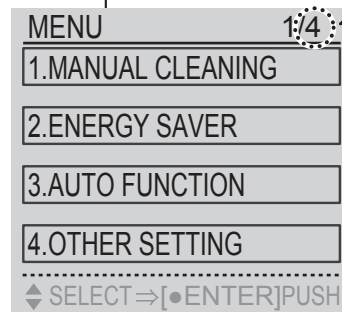 MENU 1/4
1.MANUAL CLEANING
2.ENERGY SAVER
3.AUTO FUNCTION
4.OTHER SETTING
SELECT⇒[●ENTER]PUSH